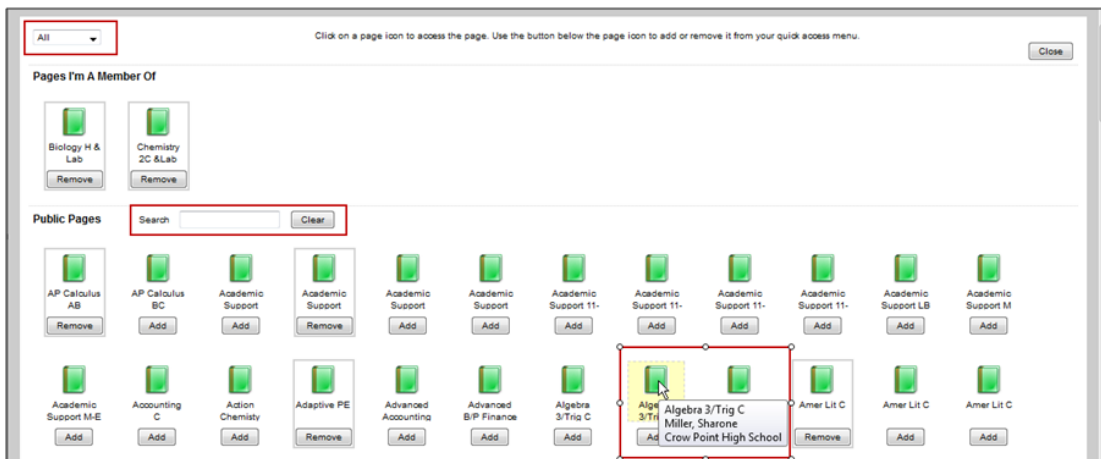 All
Click on a page icon to access the page. Use the button below the page icon to add or remove it from your quick access menu.
Close
Pages I'm A Member Of
Biology H &
Lab
Remove
Chemistry
2C &Lab
Remove
Public Pages
Search
Clear
AP Calculus
AB
Remove
AP Calculus
BC
Add
Academic
Support
Add
Academic
Support
Remove
Academic
Support
Add
Academic
Support
Add
Academic
Support 11-
Add
Academic
Support 11-
Add
Academic
Support 11-
Add
Academic
Support 11-
Add
Academic
Support LB
Add
Academic
Support M
Add
Academic
Support M-E
Add
Accounting
C
Add
Action
Chemisty
Add
Adaptive PE
Remove
Advanced
Accounting
Add
Advanced
B/P Finance
Add
Algebra
3/Trig C
Add
Algebra 3/Trig C
Miller, Sharone
Crow Point High School
Amer Lit C
Remove
Amer Lit C
Add
Amer Lit C
Add